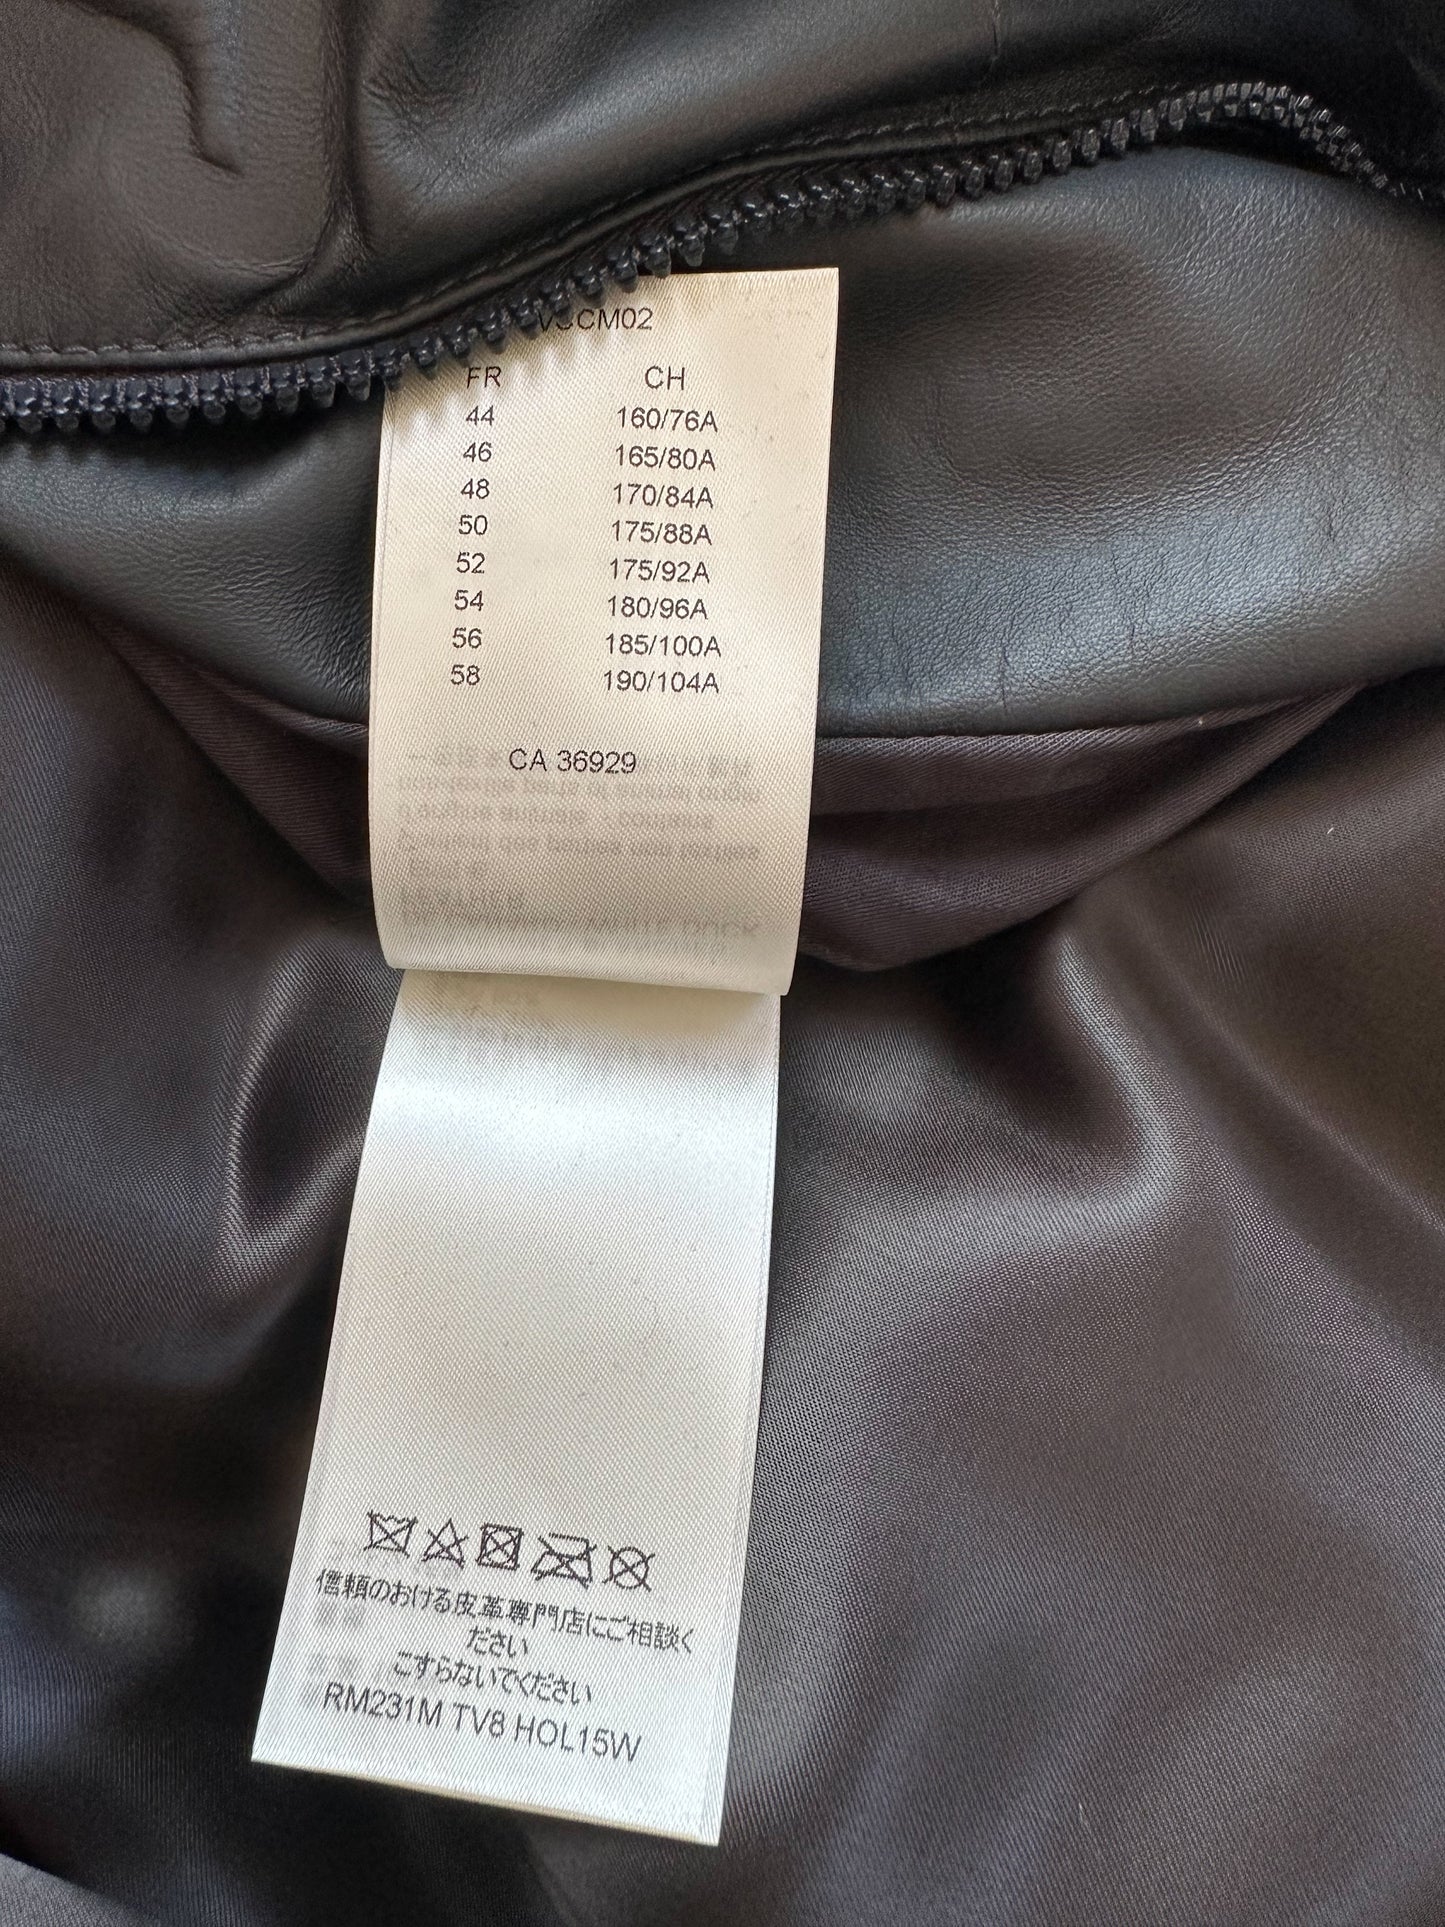 VCCM02
FR CH
44 160/76A
46 165/80A
48 170/84A
50 175/88A
52 175/92A
54 180/96A
56 185/100A
58 190/104A
CA 36929
信頼のおける皮革専門店にご相談く
ださい
こすらないでください
RM231M TV8 HOL15W